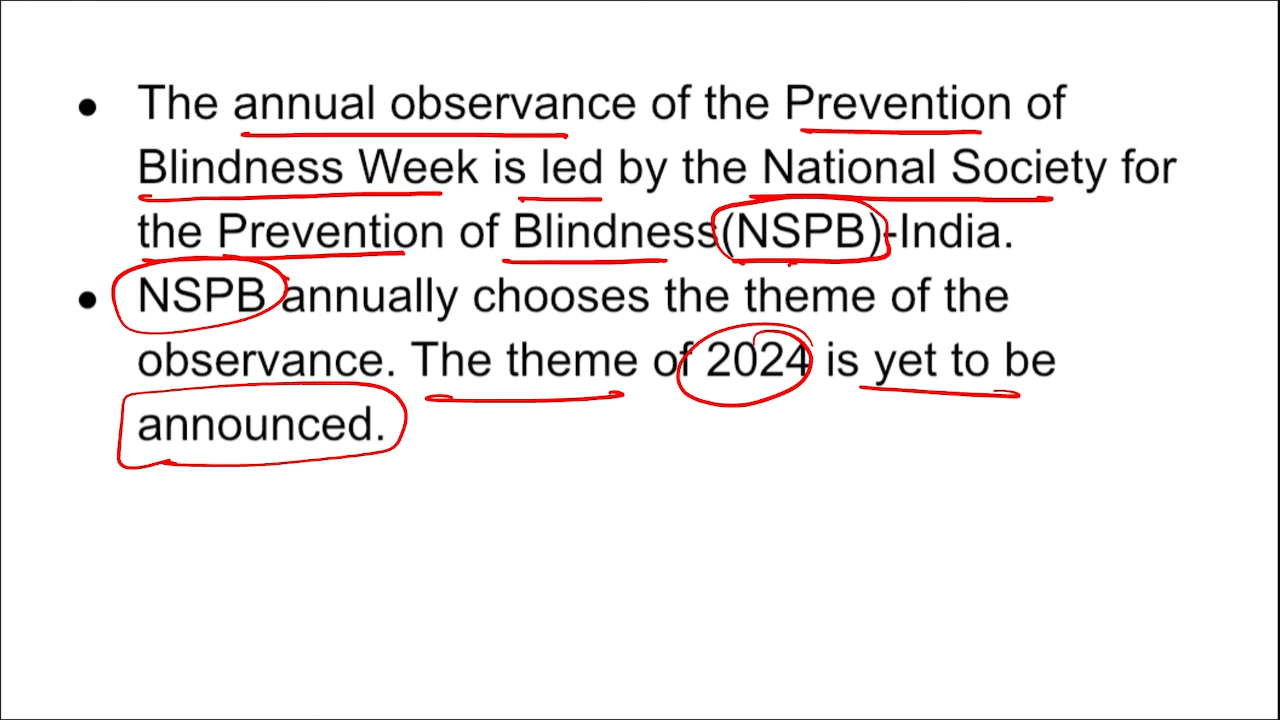 • The annual observance of the Prevention of
Blindness Week is led by the National Society for
the Prevention of Blindness(NSPB)-India.
• NSPB annually chooses the theme of the
observance. The theme of 2024 is yet to be
announced.